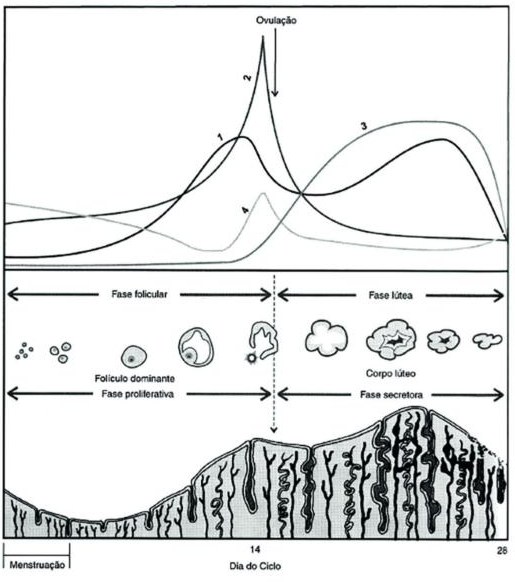 Ovulação
2
1
3
4
Fase folicular
Fase lútea
Folículo dominante
Corpo lúteo
Fase proliferativa
Fase secretora
14
28
Menstruação
Dia do Ciclo